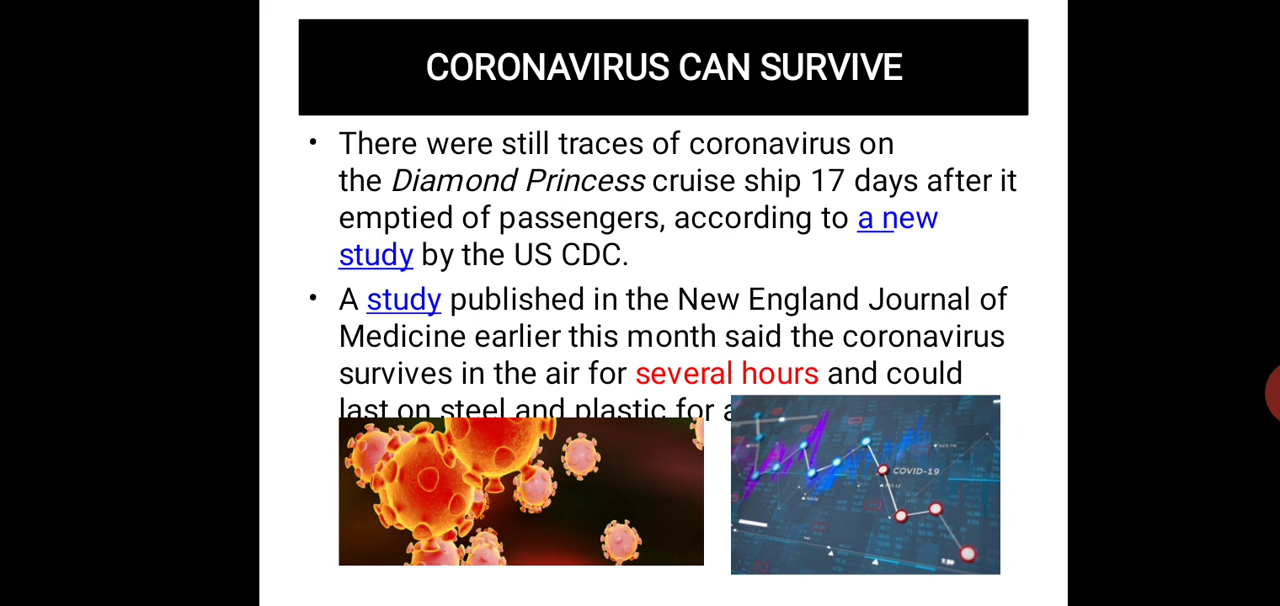 CORONAVIRUS CAN SURVIVE
• There were still traces of coronavirus on
the Diamond Princess cruise ship 17 days after it
emptied of passengers, according to a new
study by the US CDC.
• A study published in the New England Journal of
Medicine earlier this month said the coronavirus
survives in the air for several hours and could
last on steel and plastic for
COVID-19